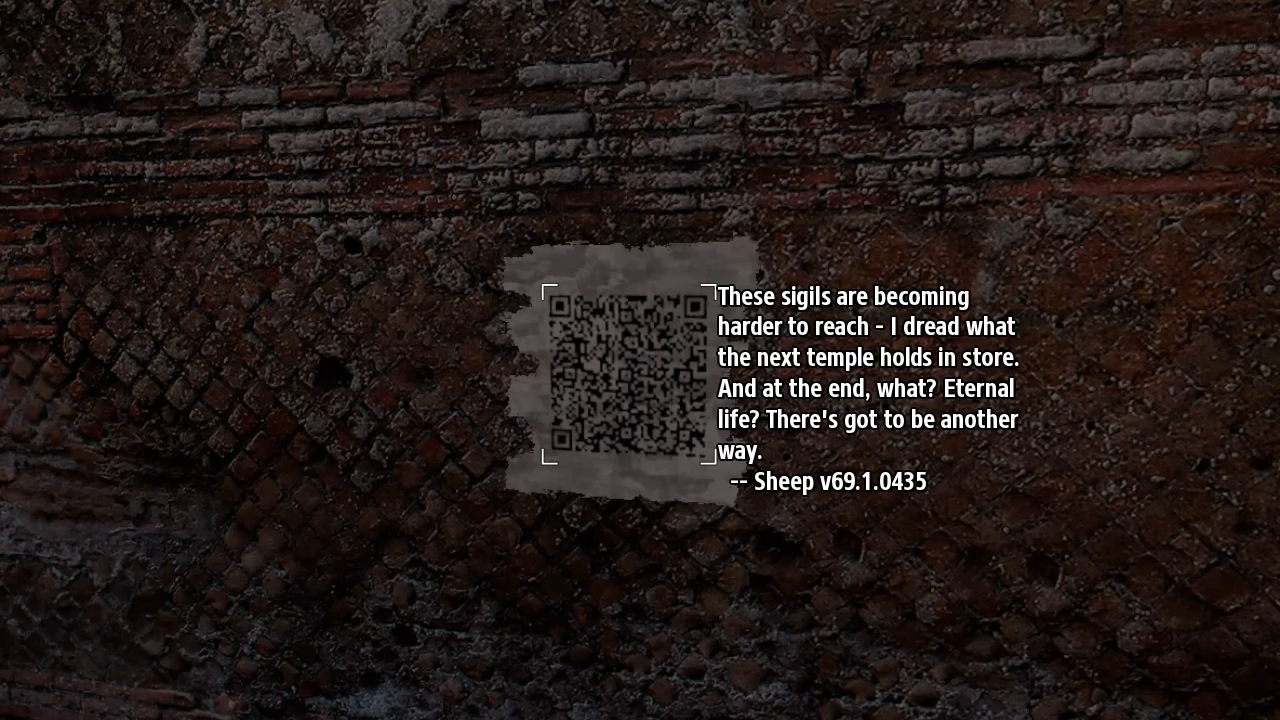 These sigils are becoming
harder to reach - I dread what
the next temple holds in store.
And at the end, what? Eternal
life? There's got to be another
way.
-- Sheep v69.1.0435